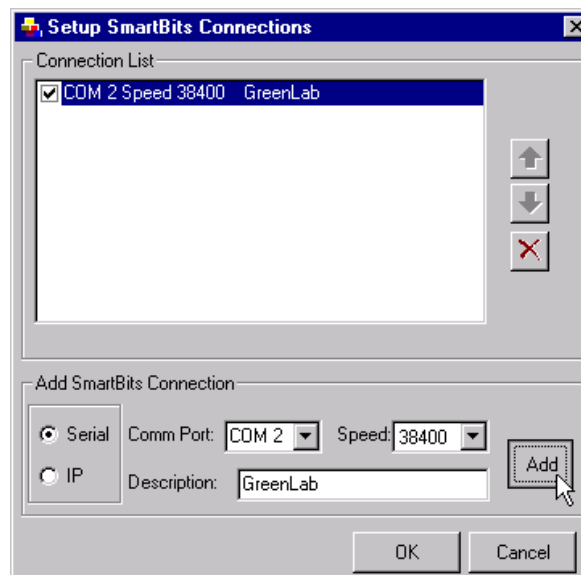 Setup SmartBits Connections
Connection List
COM 2 Speed 38400 GreenLab
Add SmartBits Connection
Serial Comm Port: COM 2 Speed: 38400
IP Description: GreenLab
Add
OK Cancel